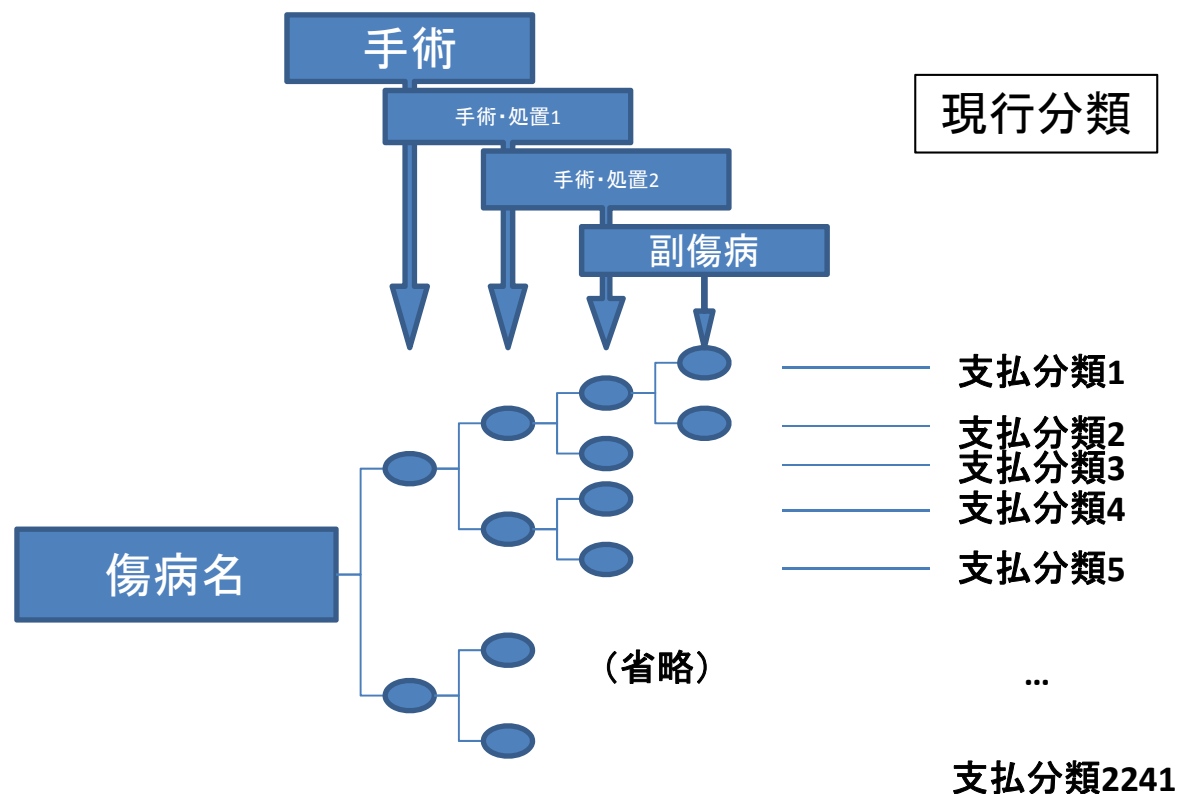 手術
手術・処置1
手術・処置2
副傷病
現行分類
支払分類1
支払分類2
支払分類3
支払分類4
支払分類5
傷病名
（省略）
…
支払分類2241